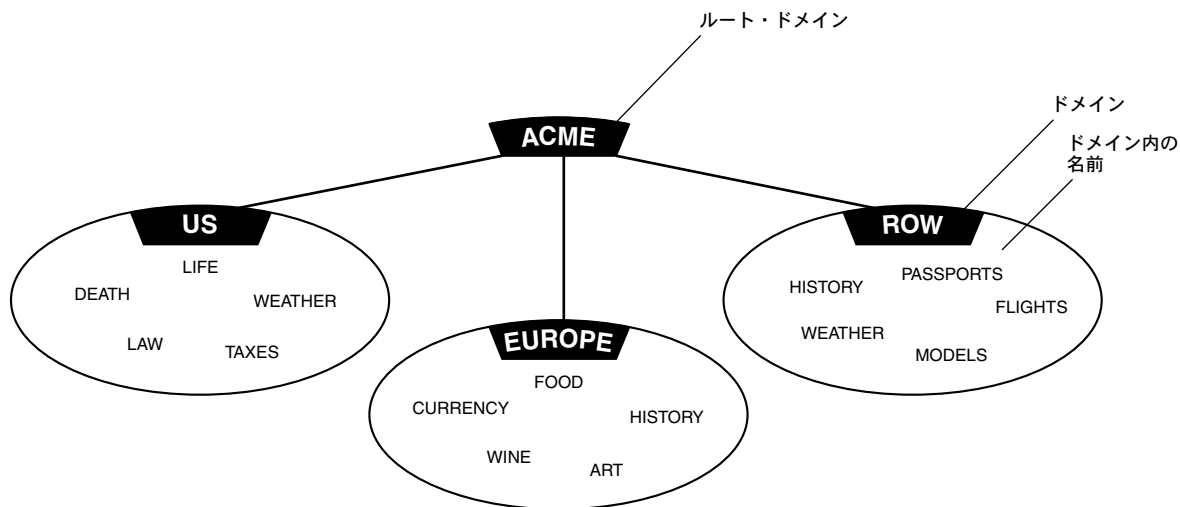 ルート・ドメイン
ACME
ドメイン
ドメイン内の
名前
US
LIFE
DEATH
WEATHER
LAW
TAXES
EUROPE
FOOD
CURRENCY
HISTORY
WINE
ART
ROW
PASSPORTS
HISTORY
FLIGHTS
WEATHER
MODELS